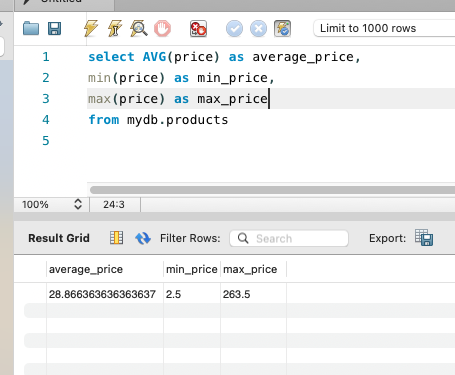 Limit to 1000 rows
1 select AVG(price) as average_price,
2 min(price) as min_price,
3 max(price) as max_price
4 from mydb.products
5
100% 24:3
Result Grid Filter Rows: Search Export:
average_price min_price max_price
28.866363636363637 2.5 263.5